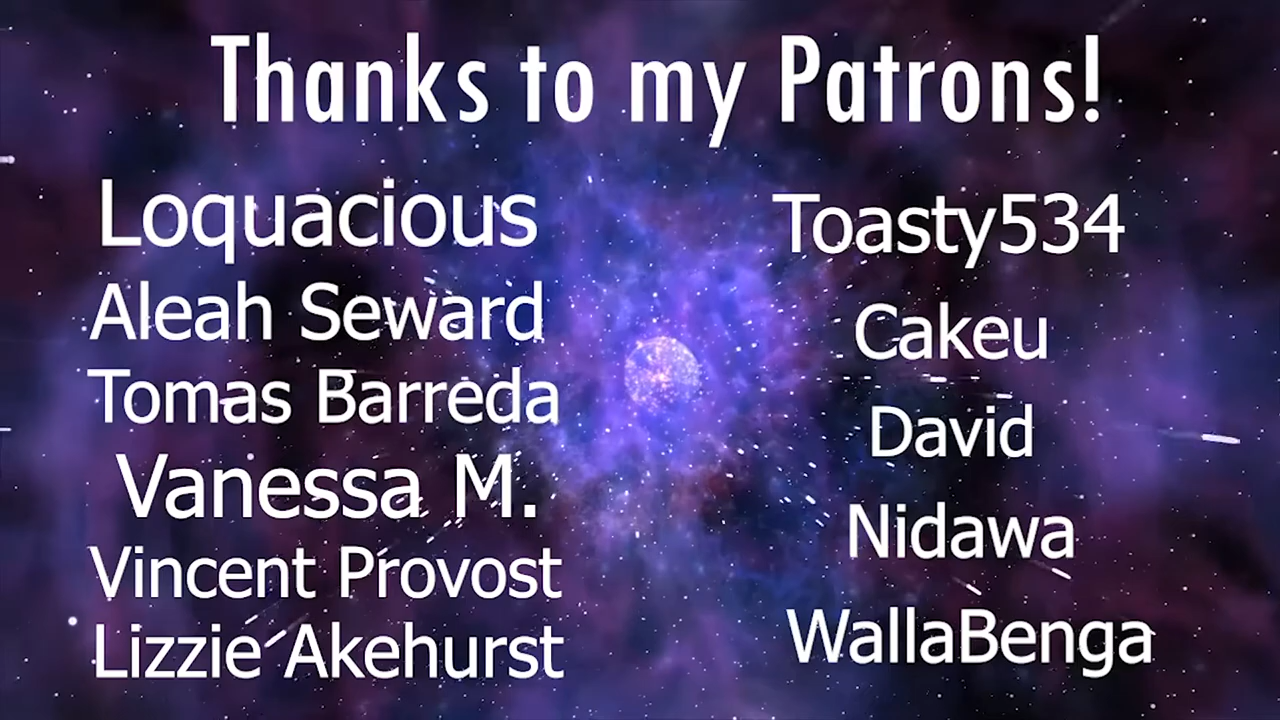 Thanks to my Patrons!
Loquacious
Aleah Seward
Tomas Barreda
Vanessa M.
Vincent Provost
Lizzie Akehurst
Toasty534
Cakeu
David
Nidawa
WallaBenga